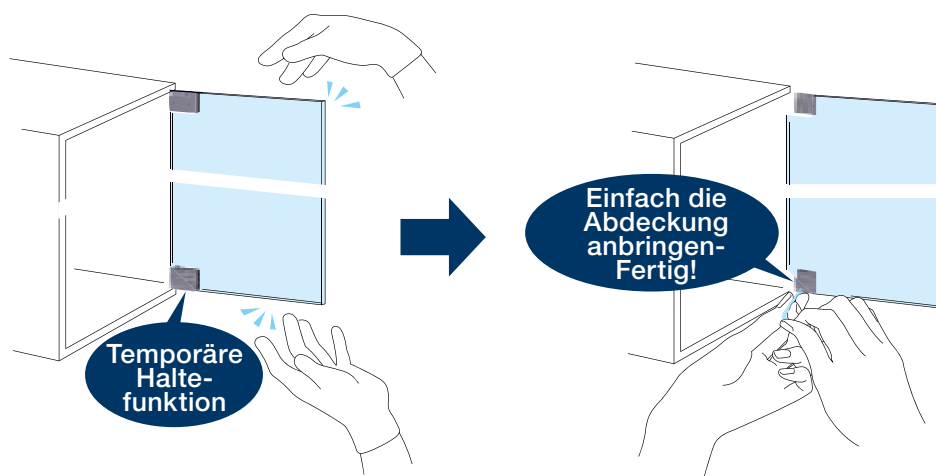 Temporäre
Halte-
funktion
Einfach die
Abdeckung
anbringen-
Fertig!